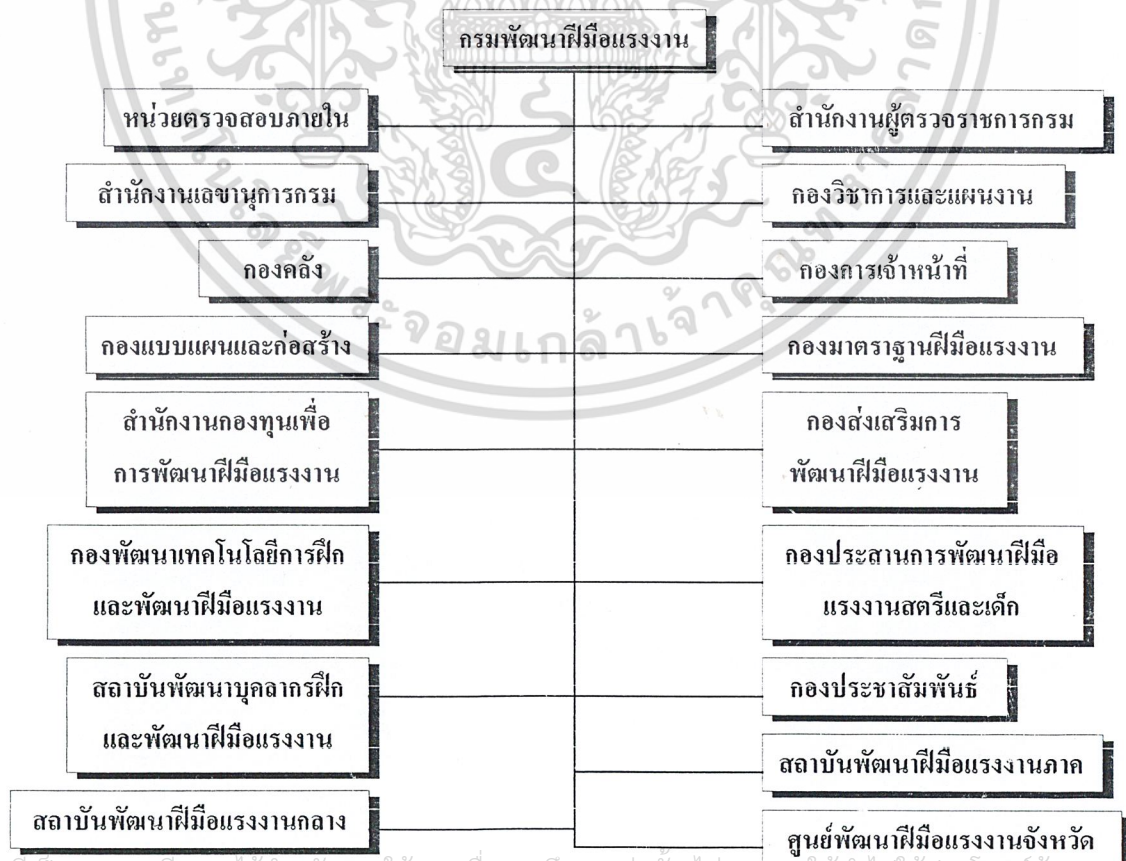 กรมพัฒนาฝีมือแรงงาน
หน่วยตรวจสอบภายใน
สำนักงานผู้ตรวจราชการกรม
สำนักงานเลขานุการกรม
กองวิชาการและแผนงาน
กองคลัง
กองการเจ้าหน้าที่
กองแบบแผนและก่อสร้าง
กองมาตราฐานฝีมือแรงงาน
สำนักงานกองทุนเพื่อ
การพัฒนาฝีมือแรงงาน
กองส่งเสริมการ
พัฒนาฝีมือแรงงาน
กองพัฒนาเทคโนโลยีการฝึก
และพัฒนาฝีมือแรงงาน
กองประสานการพัฒนาฝีมือ
แรงงานสตรีและเด็ก
สถาบันพัฒนาบุคลากรฝึก
และพัฒนาฝีมือแรงงาน
กองประชาสัมพันธ์
สถาบันพัฒนาฝีมือแรงงานภาค
สถาบันพัฒนาฝีมือแรงงานกลาง
ศูนย์พัฒนาฝีมือแรงงานจังหวัด
พระจอมเกล้าเจ้าคุณทหาร